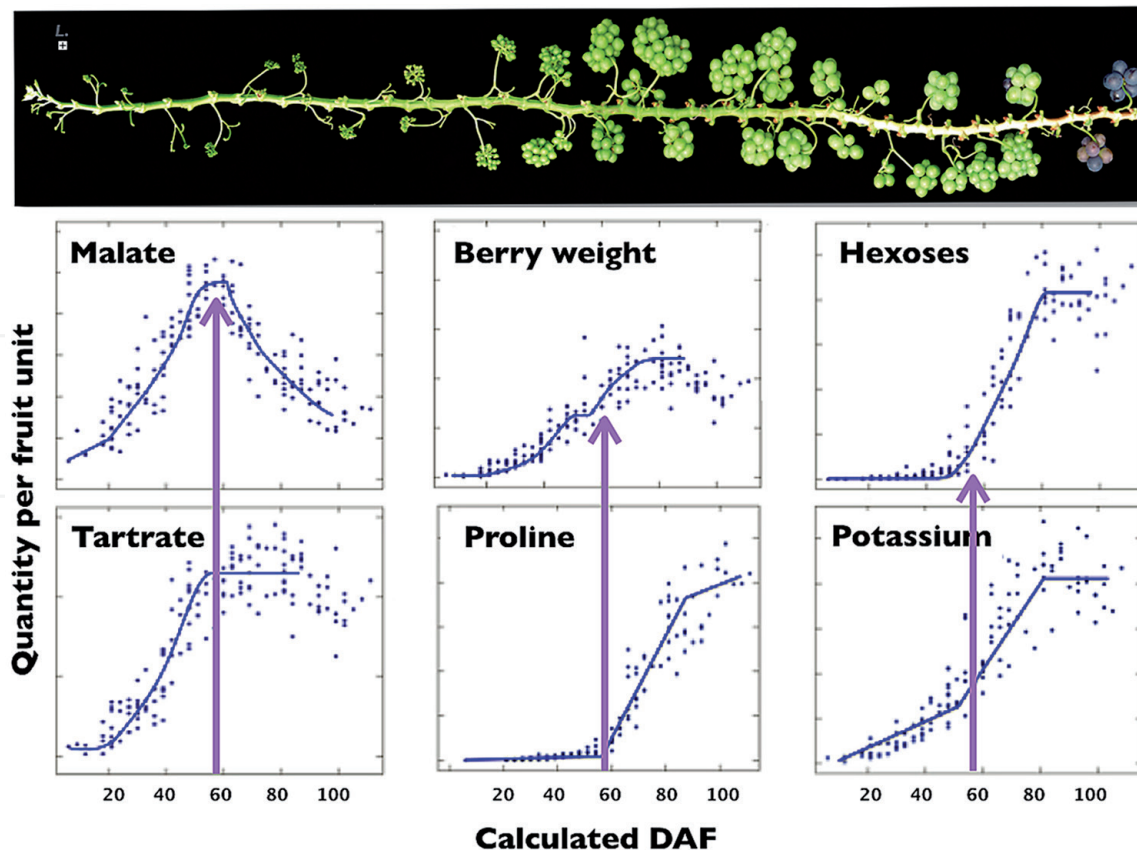 L.
Malate
Berry weight
Hexoses
Quantity per fruit unit
Tartrate
Proline
Potassium
20 40 60 80 100
20 40 60 80 100
20 40 60 80 100
Calculated DAF